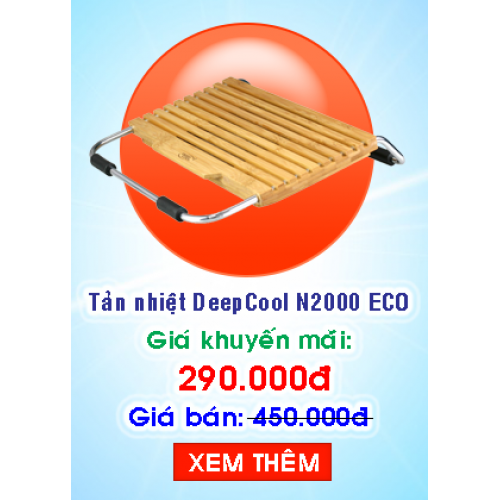 Tản nhiệt DeepCool N2000 ECO
Giá khuyến mãi:
290.000đ
Giá bán: 450.000đ
XEM THÊM